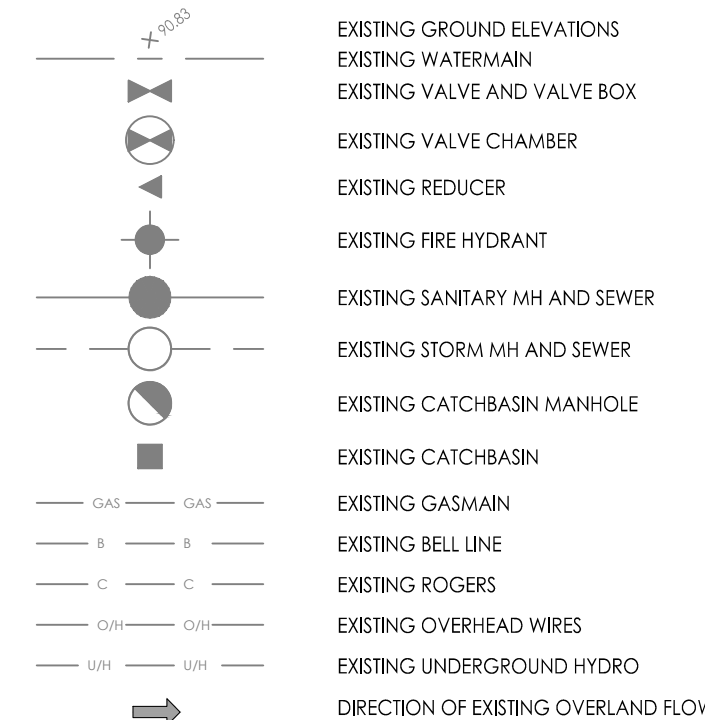 × 90.83 EXISTING GROUND ELEVATIONS
EXISTING WATERMAIN
EXISTING VALVE AND VALVE BOX
EXISTING VALVE CHAMBER
EXISTING REDUCER
EXISTING FIRE HYDRANT
EXISTING SANITARY MH AND SEWER
EXISTING STORM MH AND SEWER
EXISTING CATCHBASIN MANHOLE
EXISTING CATCHBASIN
GAS GAS EXISTING GASMAIN
B B EXISTING BELL LINE
C C EXISTING ROGERS
O/H O/H EXISTING OVERHEAD WIRES
U/H U/H EXISTING UNDERGROUND HYDRO
DIRECTION OF EXISTING OVERLAND FLOW